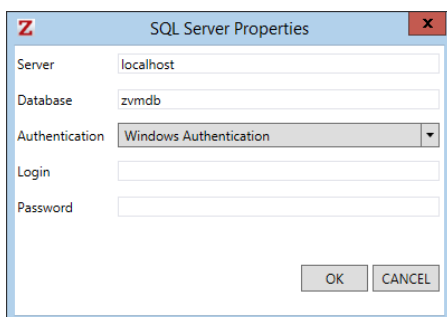 Z SQL Server Properties x
Server localhost
Database zvmdb
Authentication Windows Authentication
Login
Password
OK CANCEL